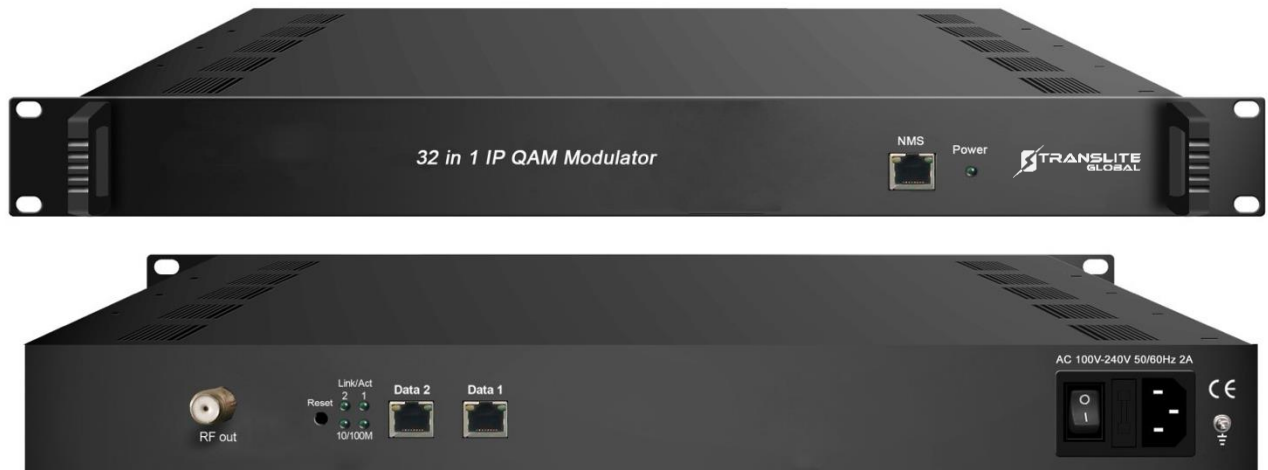 32 in 1 IP QAM Modulator
NMS
Power
TRANSLITE
GLOBAL
AC 100V-240V 50/60Hz 2A
Link/Act
2 1
Reset
10/100M
Data 2
Data 1
RF out
O
I
CE